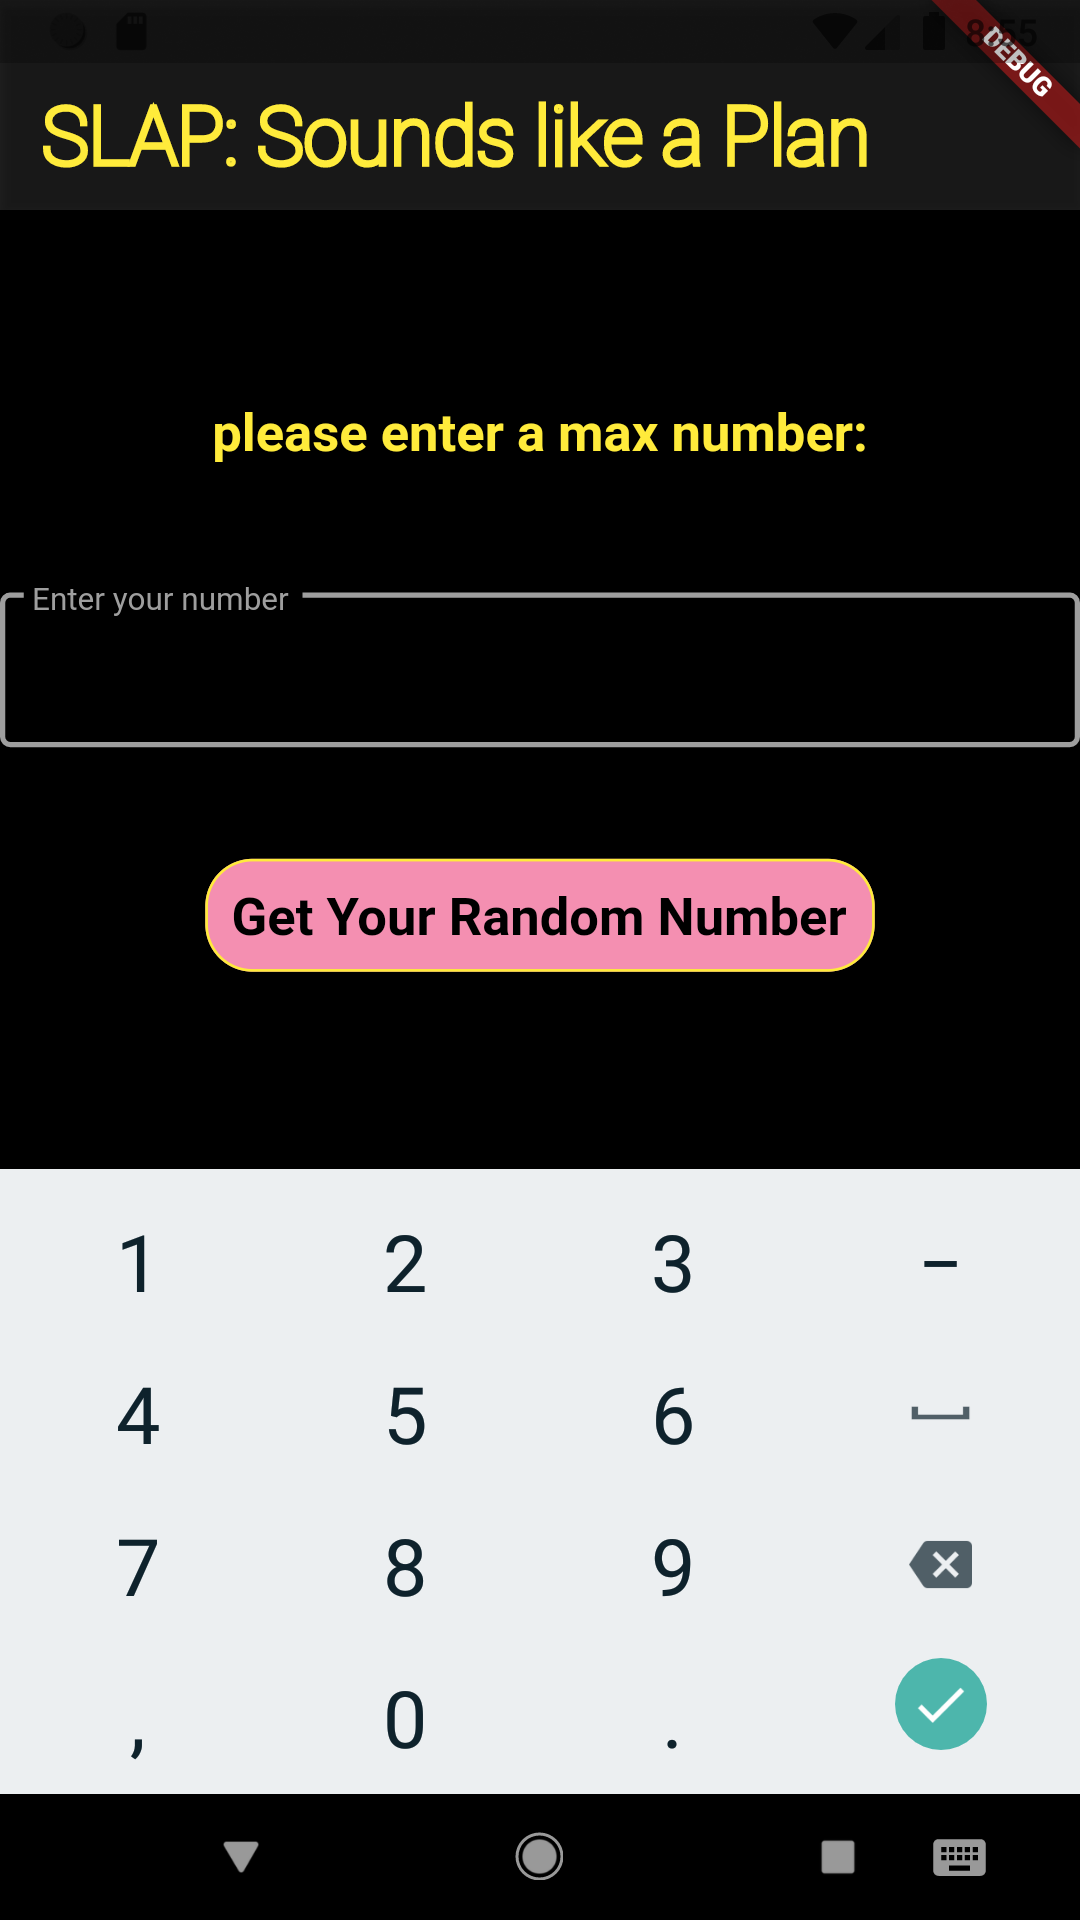 8:55
DEBUG
SLAP: Sounds like a Plan
please enter a max number:
Enter your number
Get Your Random Number
1 2 3 –
4 5 6
7 8 9
, 0 .